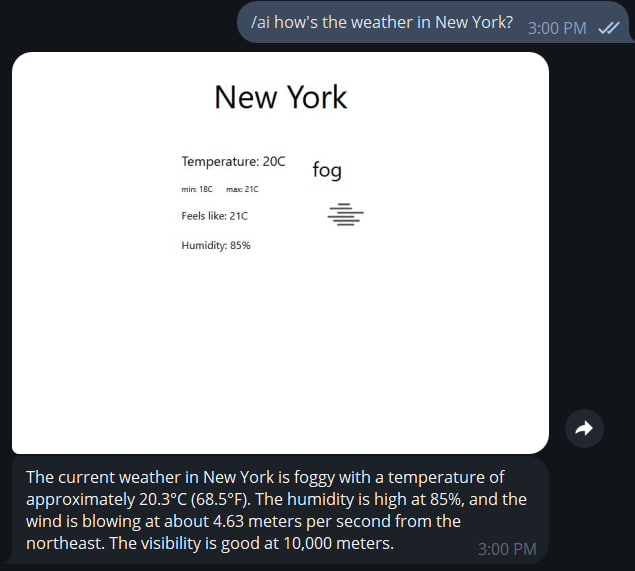 /ai how's the weather in New York?
3:00 PM
New York
Temperature: 20C
fog
min: 18C max: 21C
Feels like: 21C
Humidity: 85%
The current weather in New York is foggy with a temperature of
approximately 20.3°C (68.5°F). The humidity is high at 85%, and the
wind is blowing at about 4.63 meters per second from the
northeast. The visibility is good at 10,000 meters.
3:00 PM